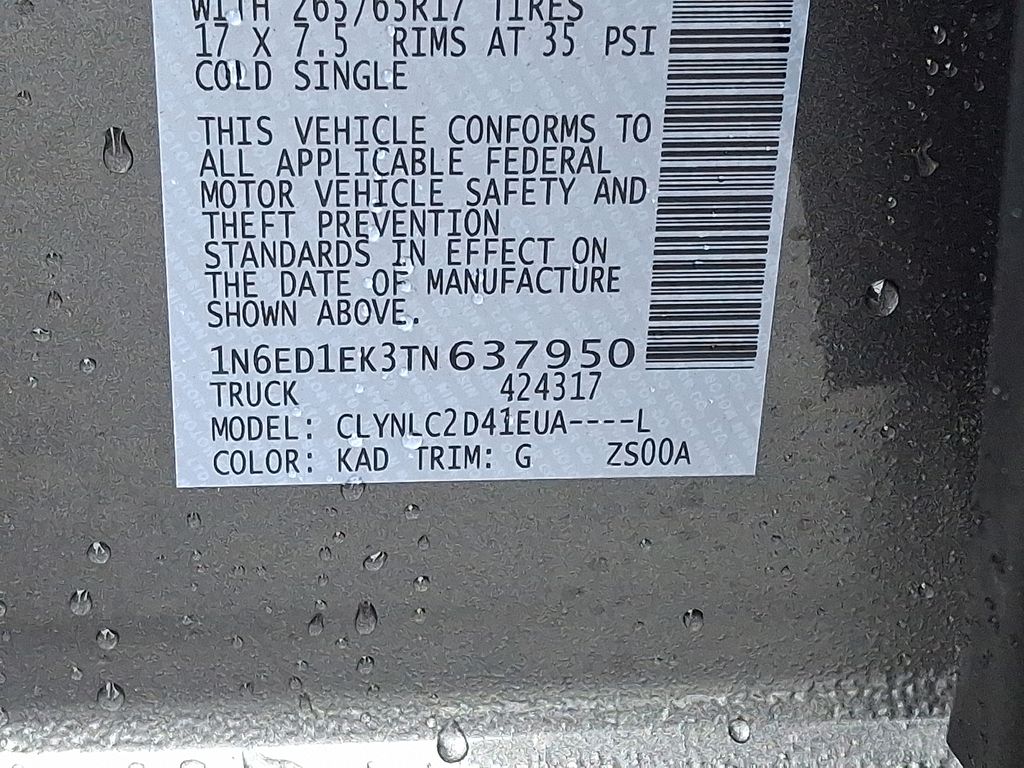 WITH 265/65R17 TIRES
17 X 7.5 RIMS AT 35 PSI
COLD SINGLE
THIS VEHICLE CONFORMS TO
ALL APPLICABLE FEDERAL
MOTOR VEHICLE SAFETY AND
THEFT PREVENTION
STANDARDS IN EFFECT ON
THE DATE OF MANUFACTURE
SHOWN ABOVE.
1N6ED1EK3TN637950
TRUCK 424317
MODEL: CLYNLC2D41EUA----L
COLOR: KAD TRIM: G ZS00A